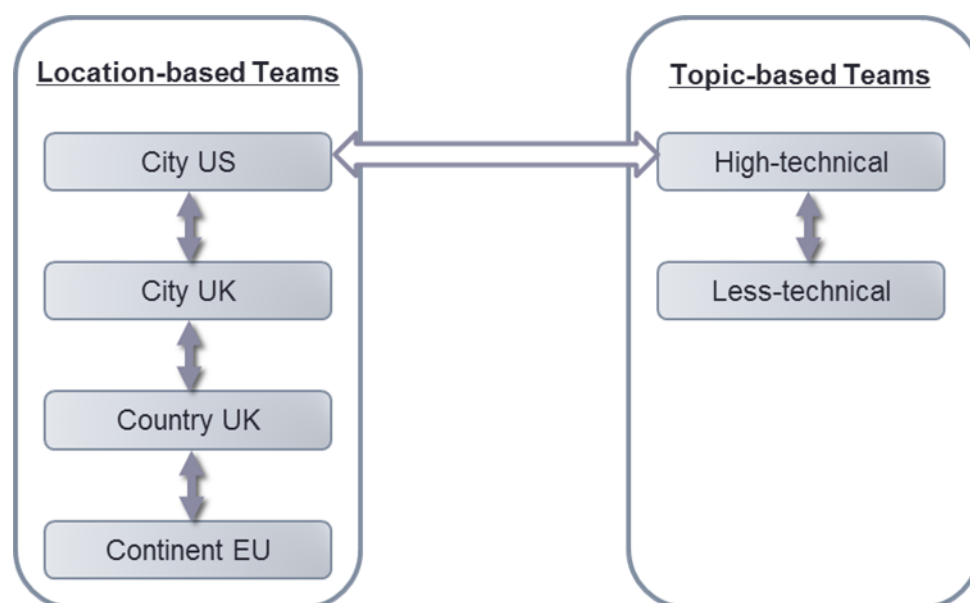 Location-based Teams
City US
City UK
Country UK
Continent EU
Topic-based Teams
High-technical
Less-technical